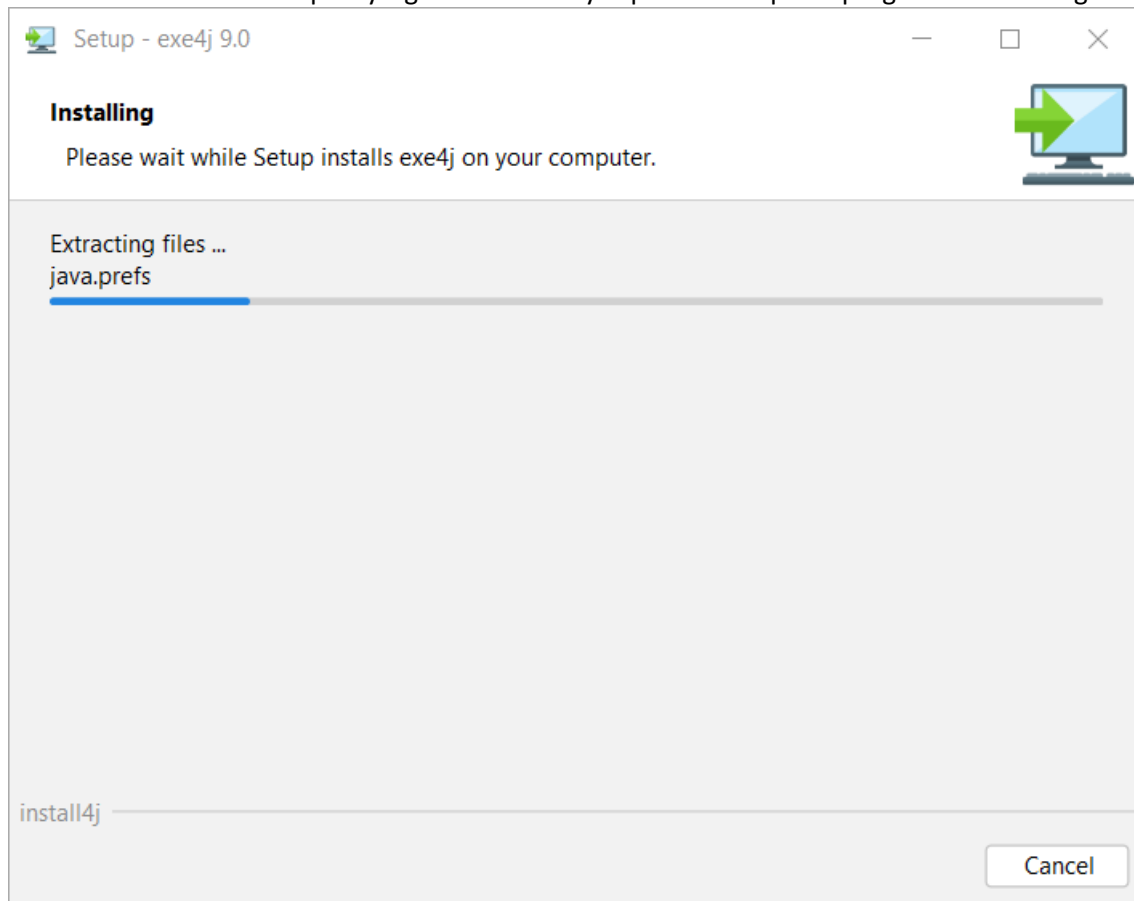 Setup - exe4j 9.0
Installing
Please wait while Setup installs exe4j on your computer.
Extracting files ...
java.prefs
install4j
Cancel